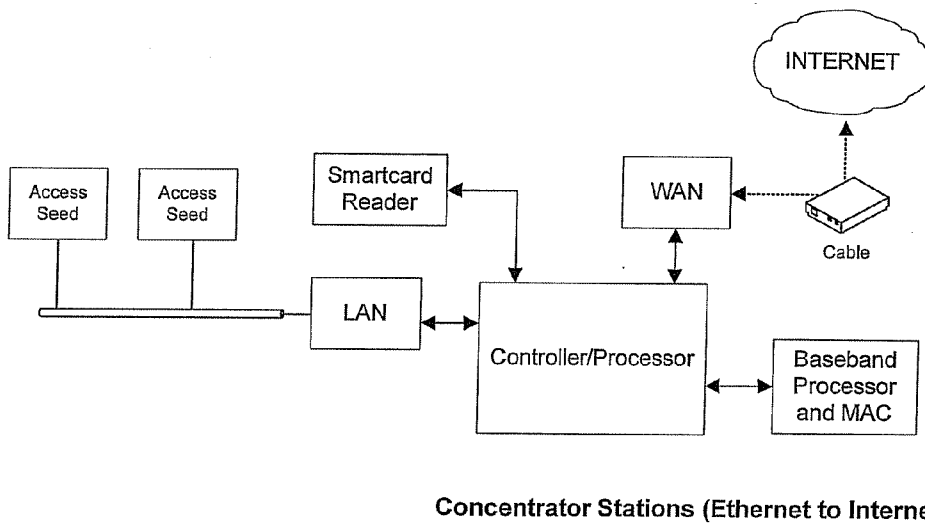 INTERNET
Access
Seed
Access
Seed
Smartcard
Reader
WAN
Cable
LAN
Controller/Processor
Baseband
Processor
and MAC
Concentrator Stations (Ethernet to Interne